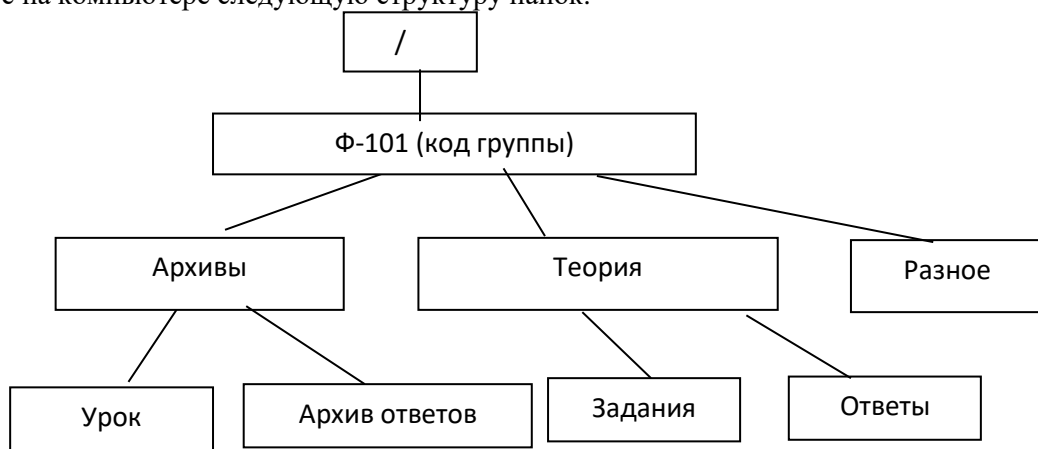 с на компьютере следующую структуру папок:
/
Ф-101 (код группы)
Архивы
Теория
Разное
Урок
Архив ответов
Задания
Ответы